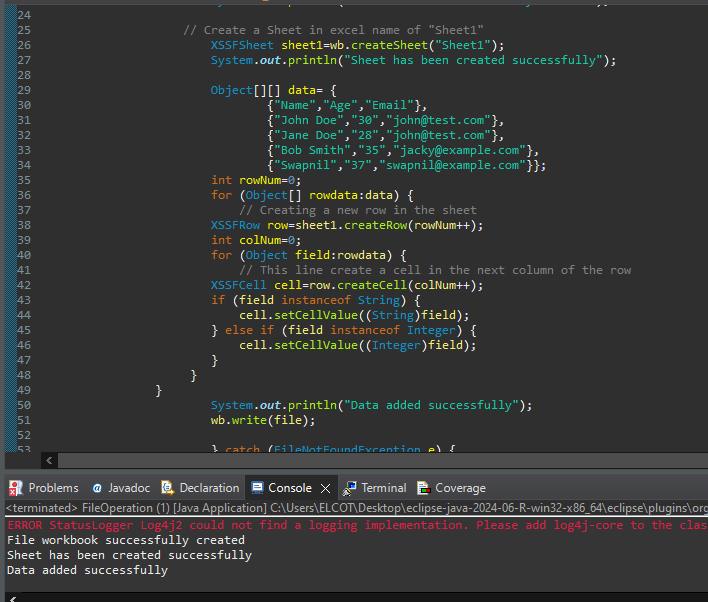 24
25 // Create a Sheet in excel name of "Sheet1"
26 XSSFSheet sheet1=wb.createSheet("Sheet1");
27 System.out.println("Sheet has been created successfully");
28
29 Object[][] data= {
30 {"Name","Age","Email"},
31 {"John Doe","30","john@test.com"},
32 {"Jane Doe","28","john@test.com"},
33 {"Bob Smith","35","jacky@example.com"},
34 {"Swapnil","37","swapnil@example.com"}};
35 int rowNum=0;
36 for (Object[] rowdata:data) {
37 // Creating a new row in the sheet
38 XSSFRow row=sheet1.createRow(rowNum++);
39 int colNum=0;
40 for (Object field:rowdata) {
41 // This line create a cell in the next column of the row
42 XSSFCell cell=row.createCell(colNum++);
43 if (field instanceof String) {
44 cell.setCellValue((String)field);
45 } else if (field instanceof Integer) {
46 cell.setCellValue((Integer)field);
47 }
48 }
49 }
50 System.out.println("Data added successfully");
51 wb.write(file);
52
53 } catch (FileNotFoundException e) {
Problems @ Javadoc Declaration Console Terminal Coverage
<terminated> FileOperation (1) [Java Application] C:\Users\ELCOT\Desktop\eclipse-java-2024-06-R-win32-x86_64\eclipse\plugins\org
ERROR StatusLogger Log4j2 could not find a logging implementation. Please add log4j-core to the clas
File workbook successfully created
Sheet has been created successfully
Data added successfully